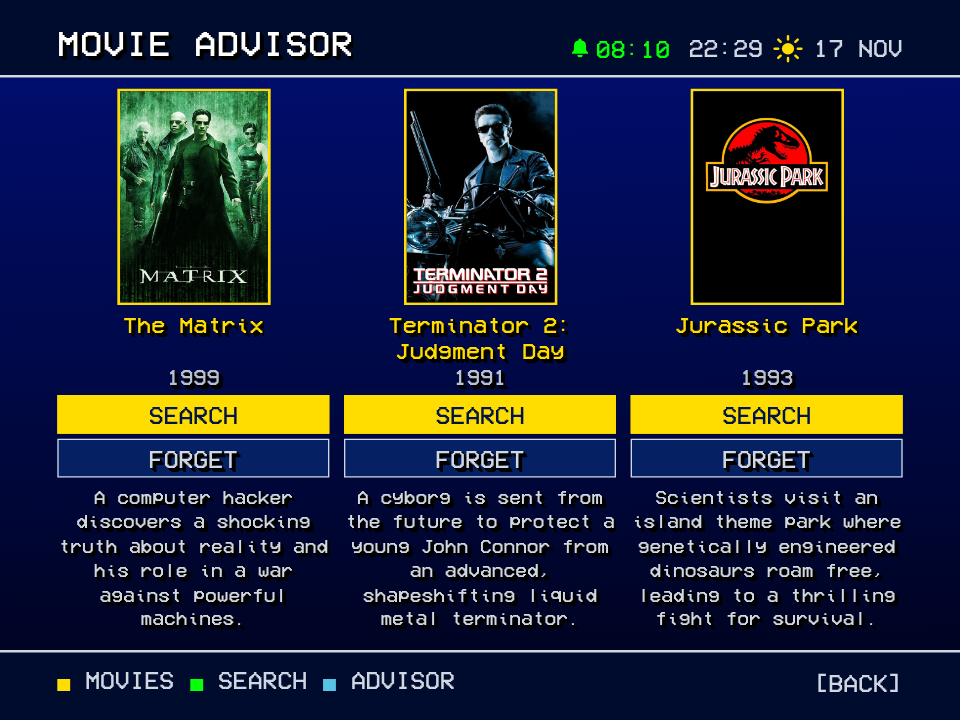 MOVIE ADVISOR
08:10 22:29 17 NOV
MATRIX
TERMINATOR 2
JUDGMENT DAY
JURASSIC PARK
The Matrix
1999
SEARCH
FORGET
A computer hacker
discovers a shocking
truth about reality and
his role in a war
against powerful
machines.
Terminator 2:
Judgment Day
1991
SEARCH
FORGET
A cyborg is sent from
the future to protect a
young John Connor from
an advanced,
shapeshifting liquid
metal terminator.
Jurassic Park
1993
SEARCH
FORGET
Scientists visit an
island theme park where
genetically engineered
dinosaurs roam free,
leading to a thrilling
fight for survival.
MOVIES SEARCH ADVISOR [BACK]